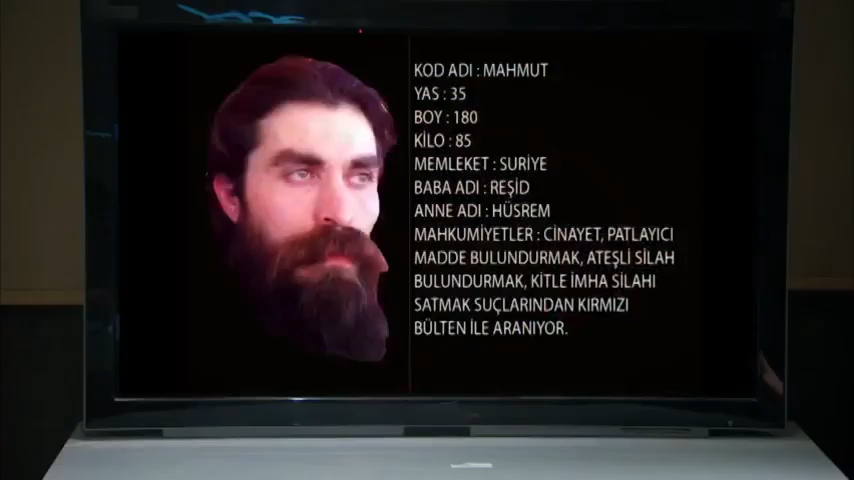 KOD ADI : MAHMUT
YAS : 35
BOY : 180
KİLO : 85
MEMLEKET : SURİYE
BABA ADI : REŞİD
ANNE ADI : HÜSREM
MAHKUMİYETLER : CİNAYET, PATLAYICI
MADDE BULUNDURMAK, ATEŞLİ SİLAH
BULUNDURMAK, KİTLE İMHA SİLAHI
SATMAK SUÇLARINDAN KIRMIZI
BÜLTEN İLE ARANIYOR.